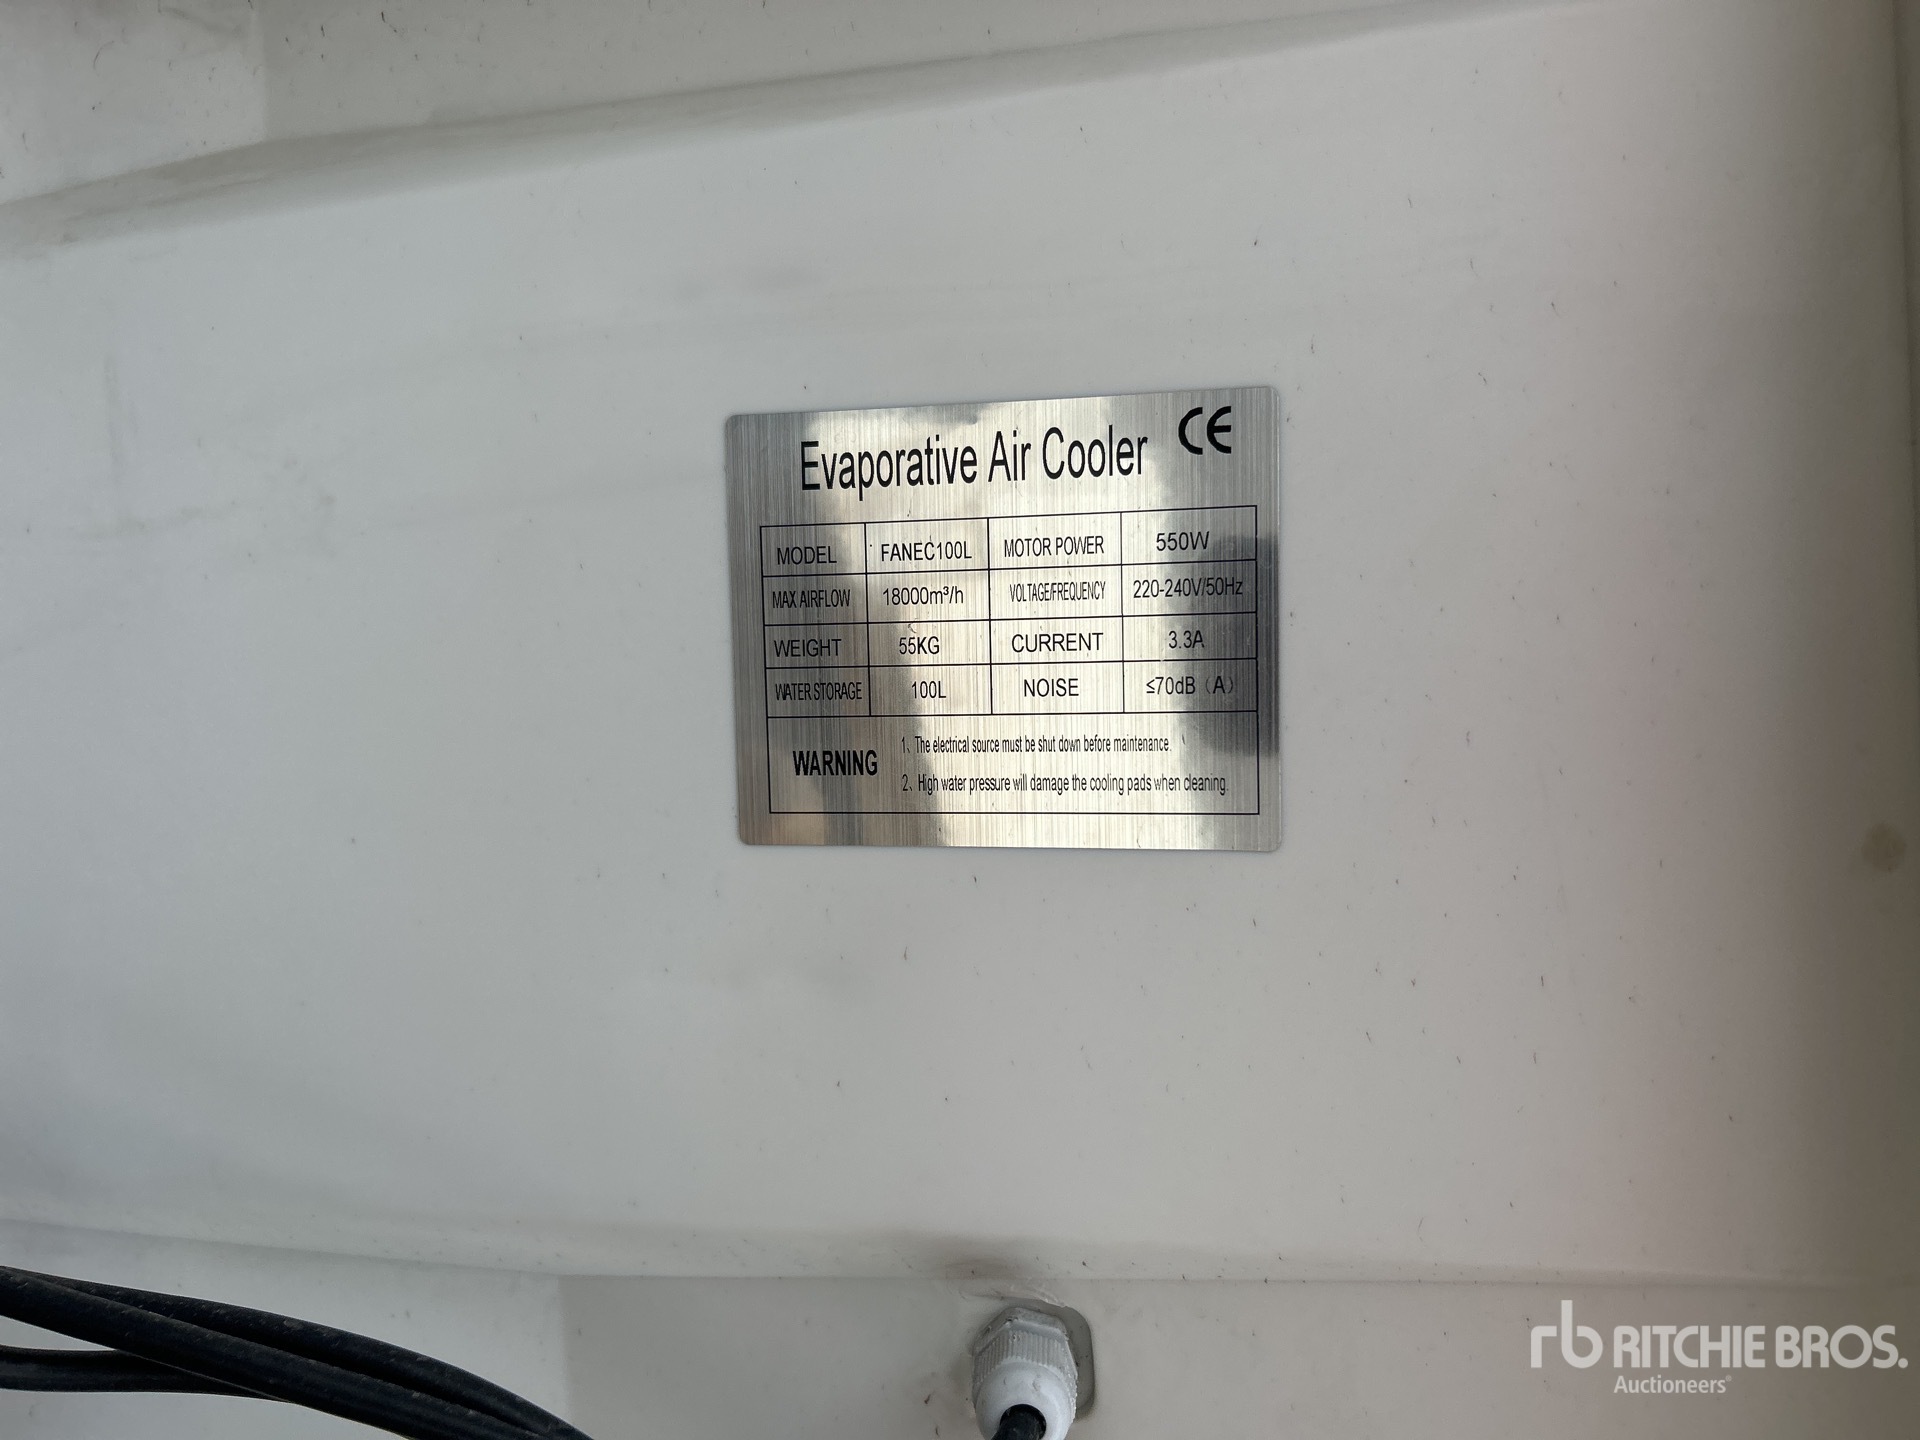 Evaporative Air Cooler CE
MODEL FANEC100L MOTOR POWER 550W
MAX AIRFLOW 18000m³/h VOLTAGE/FREQUENCY 220-240V/50Hz
WEIGHT 55KG CURRENT 3.3A
WATER STORAGE 100L NOISE ≤70dB（A）
WARNING
1、The electrical source must be shut down before maintenance.
2、High water pressure will damage the cooling pads when cleaning.
rb RITCHIE BROS.
Auctioneers®